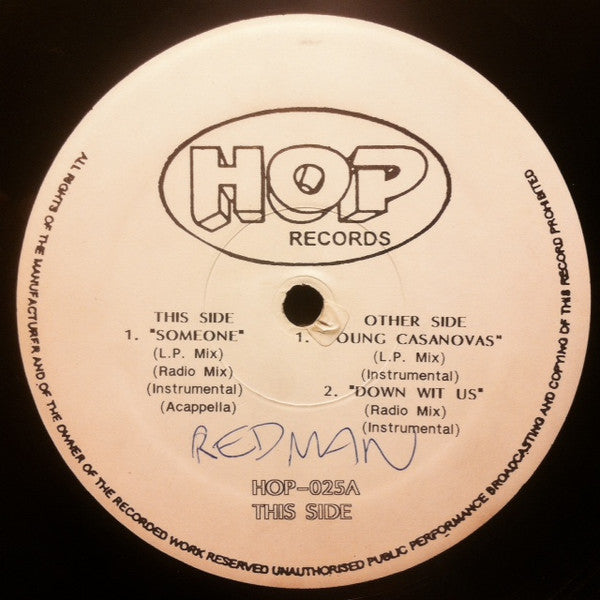 HOP
RECORDS
THIS SIDE
1. "SOMEONE"
(L.P. Mix)
(Radio Mix)
(Instrumental)
(Acappella)
OTHER SIDE
1. OUNG CASANOVAS"
(L.P. Mix)
(Instrumental)
2. "DOWN WIT US"
(Radio Mix)
(Instrumental)
REDMAN
HOP-025A
THIS SIDE
ALL RIGHTS OF THE MANUFACTURER AND OF THE OWNER OF THE RECORDED WORK RESERVED UNAUTHORISED PUBLIC PERFORMANCE BROADCASTING AND COPYING OF THIS RECORD PROHIBITED